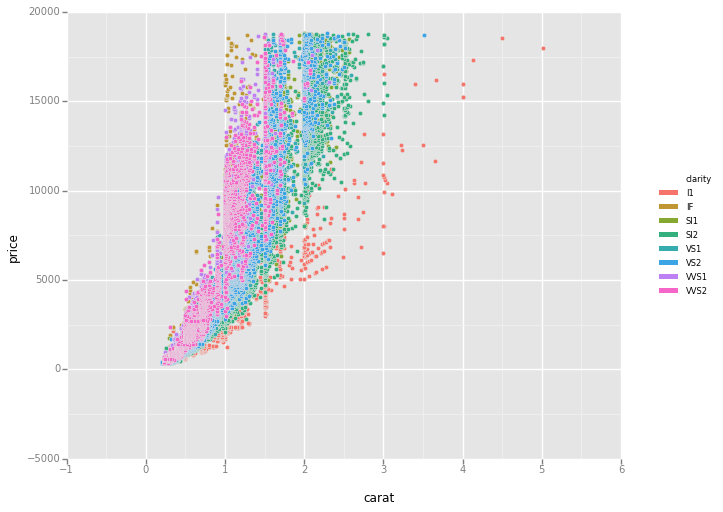 20000
15000
10000
5000
0
−5000
−1
0
1
2
3
4
5
6
price
carat
clarity
I1
IF
SI1
SI2
VS1
VS2
VVS1
VVS2